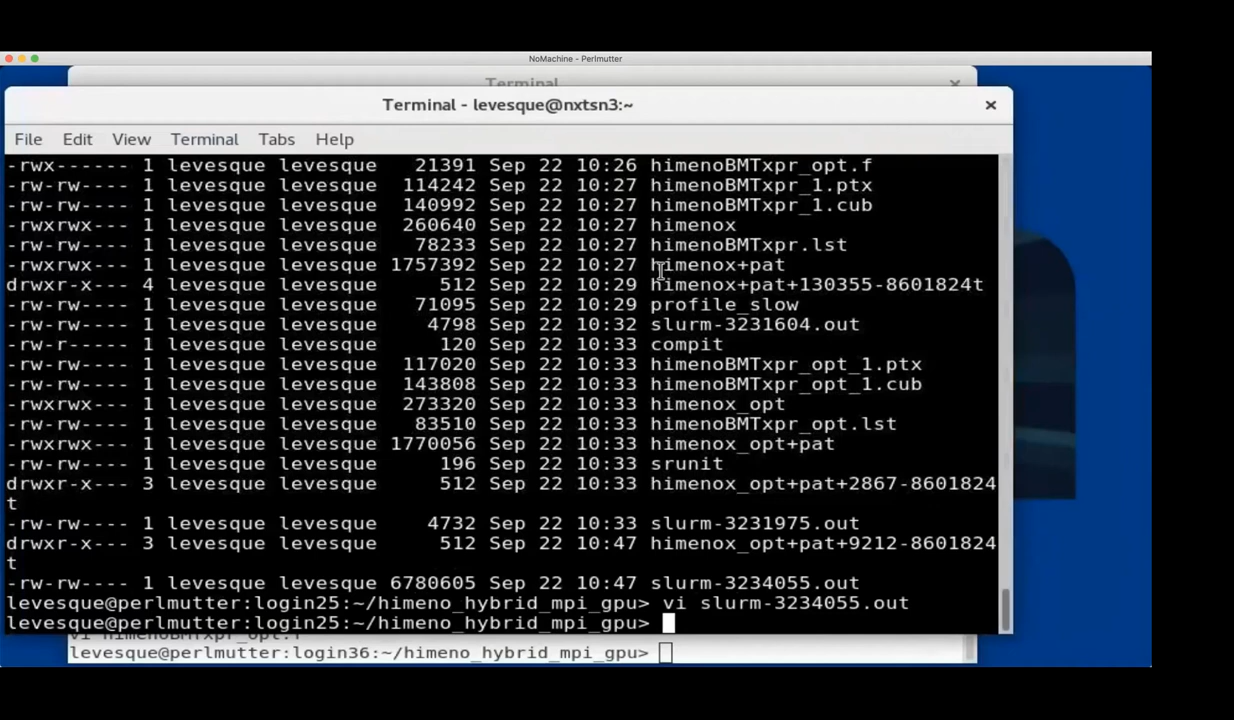 NoMachine - Perlmutter
Terminal
Terminal - levesque@nxtsn3:~
File Edit View Terminal Tabs Help
-rwx------ 1 levesque levesque 21391 Sep 22 10:26 himenoBMTxpr_opt.f
-rw-rw---- 1 levesque levesque 114242 Sep 22 10:27 himenoBMTxpr_1.ptx
-rw-rw---- 1 levesque levesque 140992 Sep 22 10:27 himenoBMTxpr_1.cub
-rwxrwx--- 1 levesque levesque 260640 Sep 22 10:27 himenox
-rw-rw---- 1 levesque levesque 78233 Sep 22 10:27 himenoBMTxpr.lst
-rwxrwx--- 1 levesque levesque 1757392 Sep 22 10:27 himenox+pat
drwxr-x--- 4 levesque levesque 512 Sep 22 10:29 himenox+pat+130355-8601824t
-rw-rw---- 1 levesque levesque 71095 Sep 22 10:29 profile_slow
-rw-rw---- 1 levesque levesque 4798 Sep 22 10:32 slurm-3231604.out
-rw-r----- 1 levesque levesque 120 Sep 22 10:33 compit
-rw-rw---- 1 levesque levesque 117020 Sep 22 10:33 himenoBMTxpr_opt_1.ptx
-rw-rw---- 1 levesque levesque 143808 Sep 22 10:33 himenoBMTxpr_opt_1.cub
-rwxrwx--- 1 levesque levesque 273320 Sep 22 10:33 himenox_opt
-rw-rw---- 1 levesque levesque 83510 Sep 22 10:33 himenoBMTxpr_opt.lst
-rwxrwx--- 1 levesque levesque 1770056 Sep 22 10:33 himenox_opt+pat
-rw-rw---- 1 levesque levesque 196 Sep 22 10:33 srunit
drwxr-x--- 3 levesque levesque 512 Sep 22 10:33 himenox_opt+pat+2867-8601824
t
-rw-rw---- 1 levesque levesque 4732 Sep 22 10:33 slurm-3231975.out
drwxr-x--- 3 levesque levesque 512 Sep 22 10:47 himenox_opt+pat+9212-8601824
t
-rw-rw---- 1 levesque levesque 6780605 Sep 22 10:47 slurm-3234055.out
levesque@perlmutter:login25:~/himeno_hybrid_mpi_gpu> vi slurm-3234055.out
levesque@perlmutter:login25:~/himeno_hybrid_mpi_gpu>
vi himenoBMTxpr_opt.f
levesque@perlmutter:login36:~/himeno_hybrid_mpi_gpu>